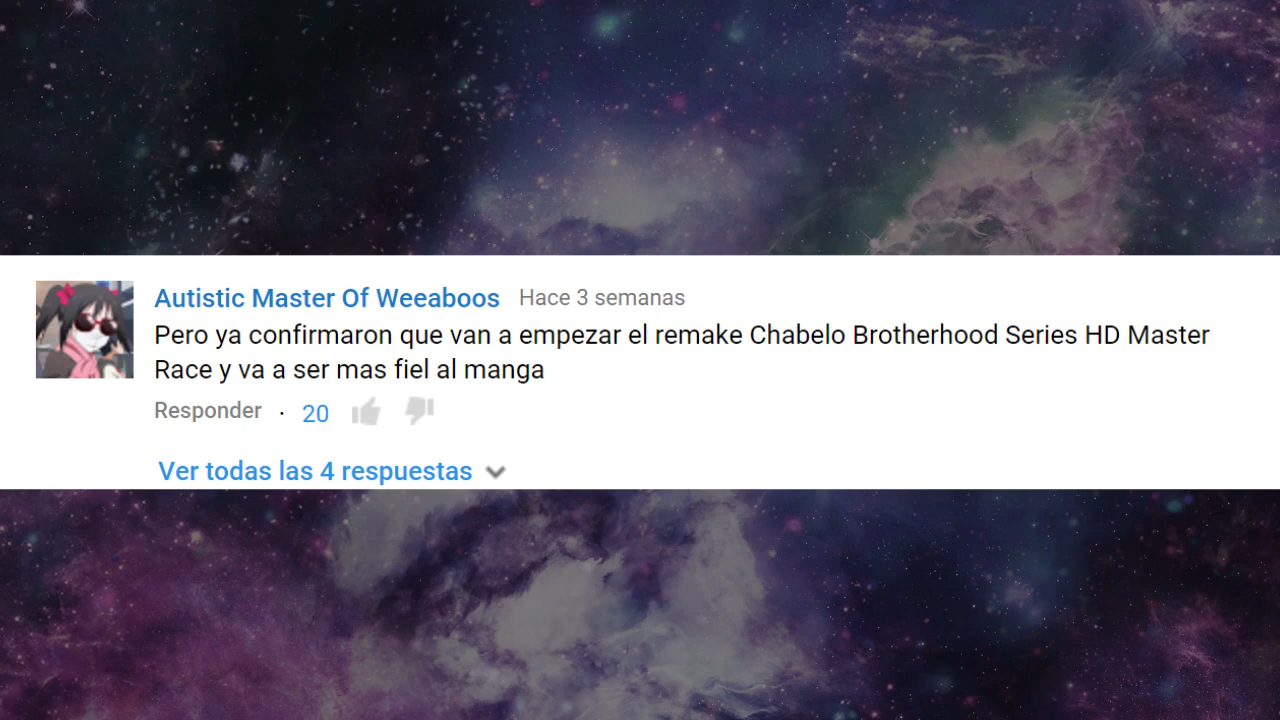 Autistic Master Of Weeaboos Hace 3 semanas
Pero ya confirmaron que van a empezar el remake Chabelo Brotherhood Series HD Master
Race y va a ser mas fiel al manga
Responder · 20
Ver todas las 4 respuestas